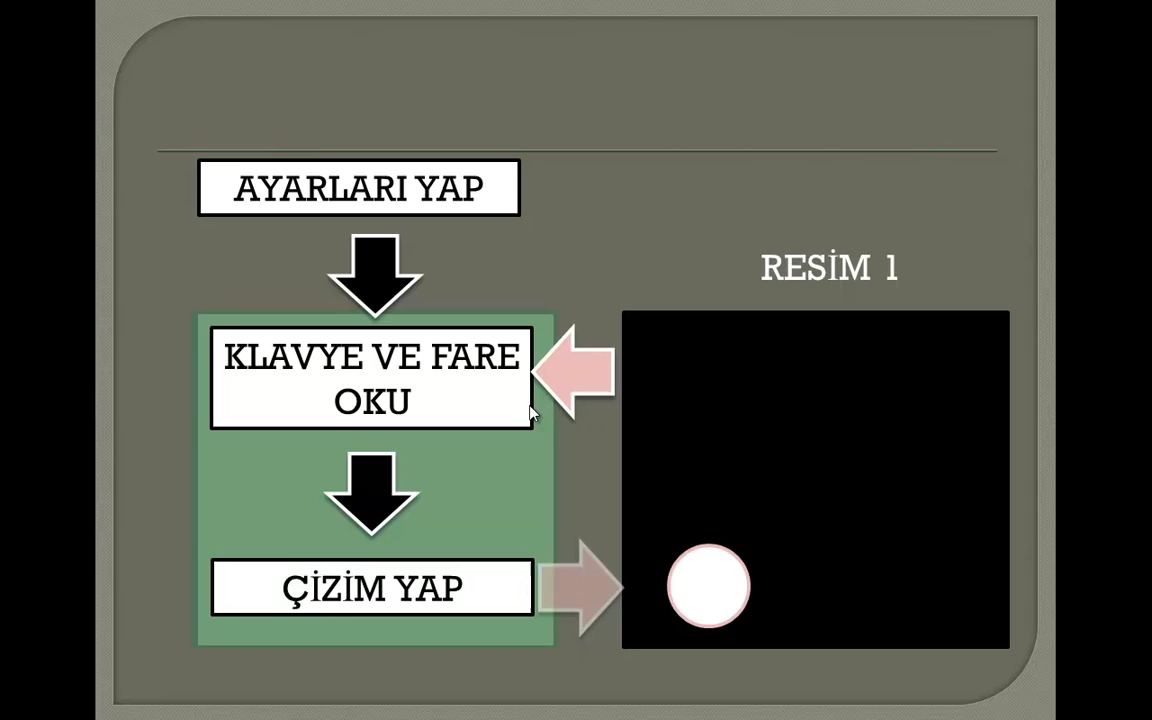 AYARLARI YAP
RESİM 1
KLAVYE VE FARE
OKU
ÇİZİM YAP